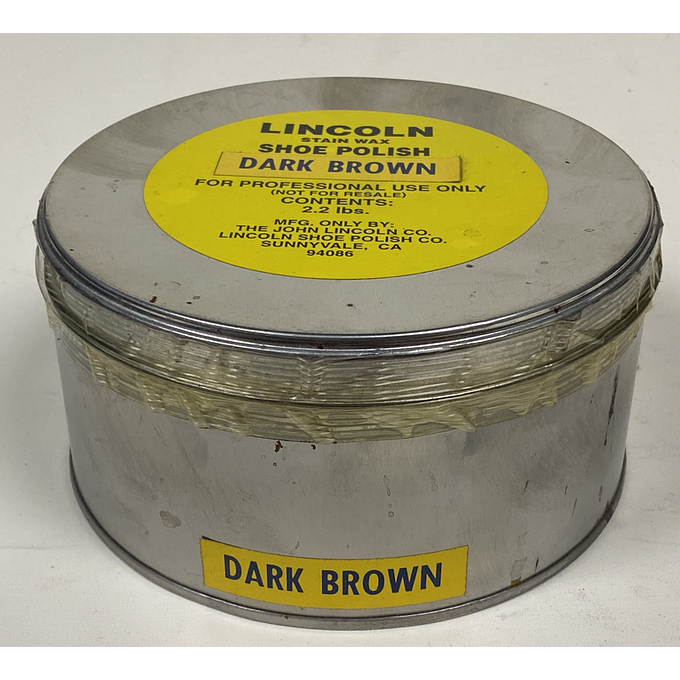 LINCOLN
STAIN WAX
SHOE POLISH
DARK BROWN
FOR PROFESSIONAL USE ONLY
(NOT FOR RESALE)
CONTENTS:
2.2 lbs.
MFG. ONLY BY:
THE JOHN LINCOLN CO.
LINCOLN SHOE POLISH CO.
SUNNYVALE, CA
94086
DARK BROWN